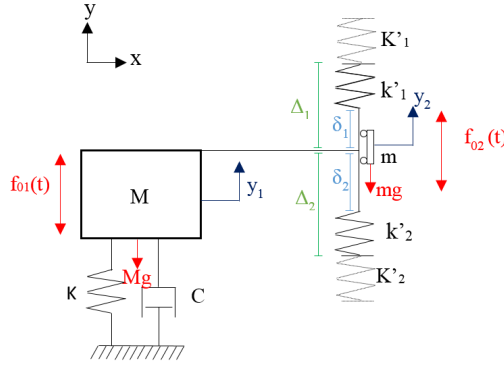 y
x
K’₁
k’₁
Δ₁
δ₁
y₂
f₀₂ (t)
m
f₀₁(t)
M
y₁
δ₂
mg
Δ₂
k’₂
Mg
K
C
K’₂